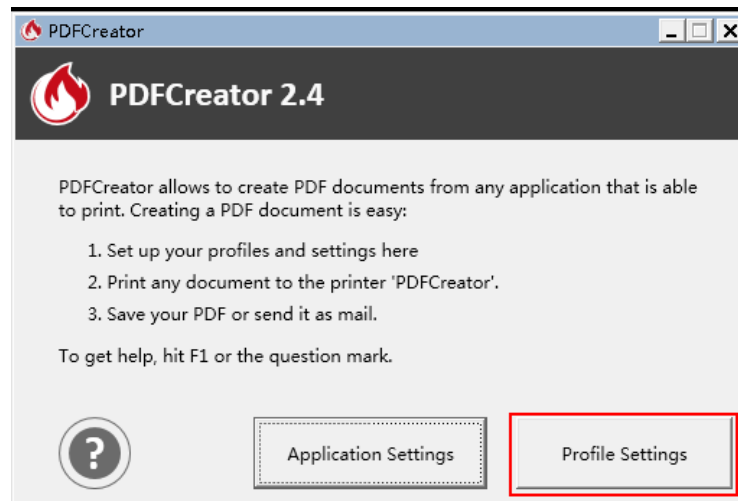 PDFCreator
PDFCreator 2.4
PDFCreator allows to create PDF documents from any application that is able
to print. Creating a PDF document is easy:
1. Set up your profiles and settings here
2. Print any document to the printer 'PDFCreator'.
3. Save your PDF or send it as mail.
To get help, hit F1 or the question mark.
? Application Settings Profile Settings